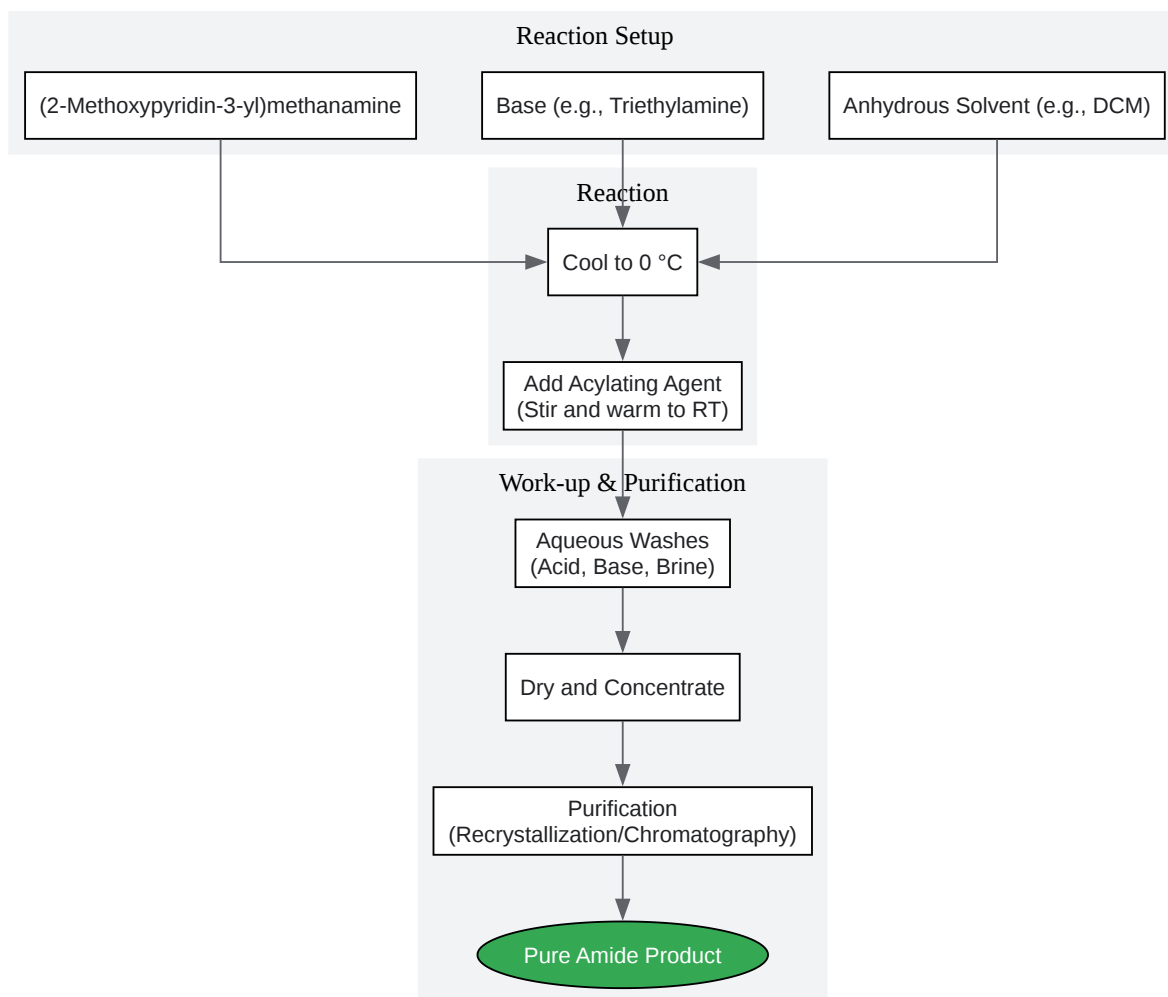 Reaction Setup
(2-Methoxypyridin-3-yl)methanamine
Base (e.g., Triethylamine)
Anhydrous Solvent (e.g., DCM)
Reaction
Cool to 0 °C
Add Acylating Agent
(Stir and warm to RT)
Work-up & Purification
Aqueous Washes
(Acid, Base, Brine)
Dry and Concentrate
Purification
(Recrystallization/Chromatography)
Pure Amide Product